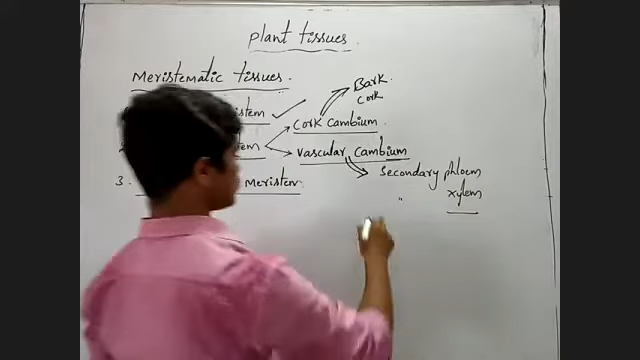 plant tissues.
Meristematic tissues.
Bark
cork
cork cambium
vascular cambium
secondary phloem
3. meristem
" xylem